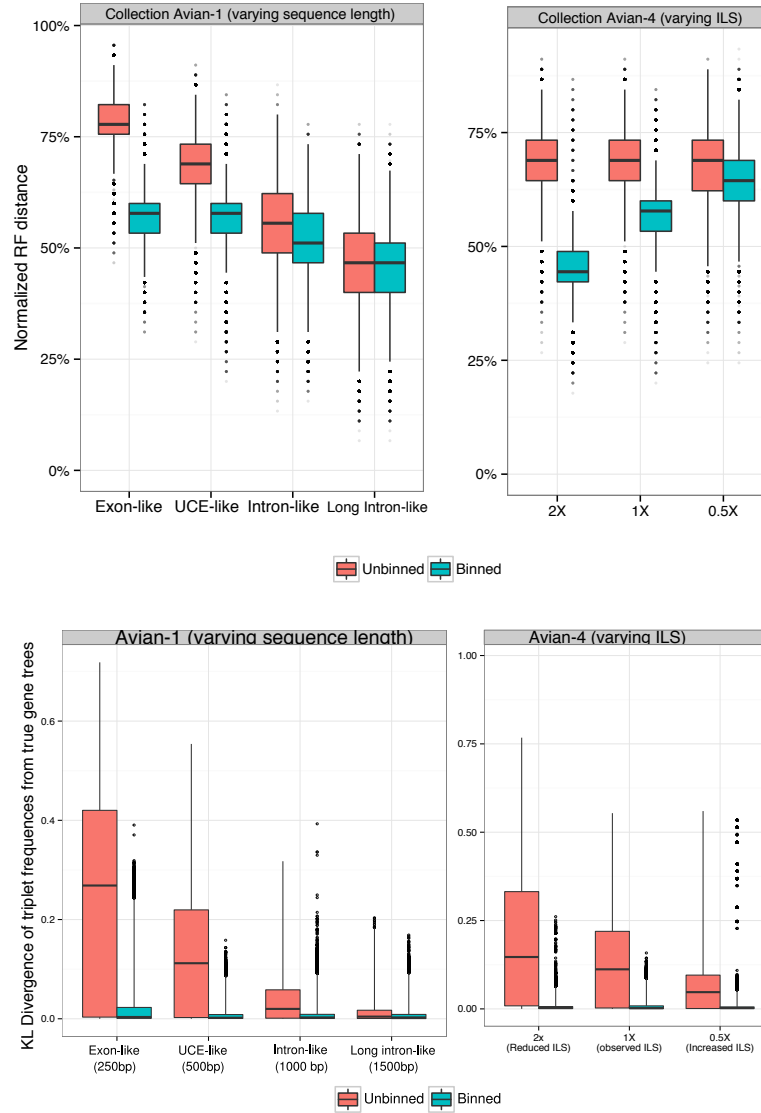 Collection Avian-1 (varying sequence length)
Collection Avian-4 (varying ILS)
Normalized RF distance
100%
75%
50%
25%
0%
75%
50%
25%
0%
Exon-like UCE-like Intron-like Long Intron-like
2X 1X 0.5X
Unbinned Binned
Avian-1 (varying sequence length)
Avian-4 (varying ILS)
KL Divergence of triplet frequences from true gene trees
0.6
0.4
0.2
0.0
1.00
0.75
0.50
0.25
0.00
Exon-like UCE-like Intron-like Long intron-like
(250bp) (500bp) (1000 bp) (1500bp)
2x 1X 0.5X
(Reduced ILS) (observed ILS) (Increased ILS)
Unbinned Binned